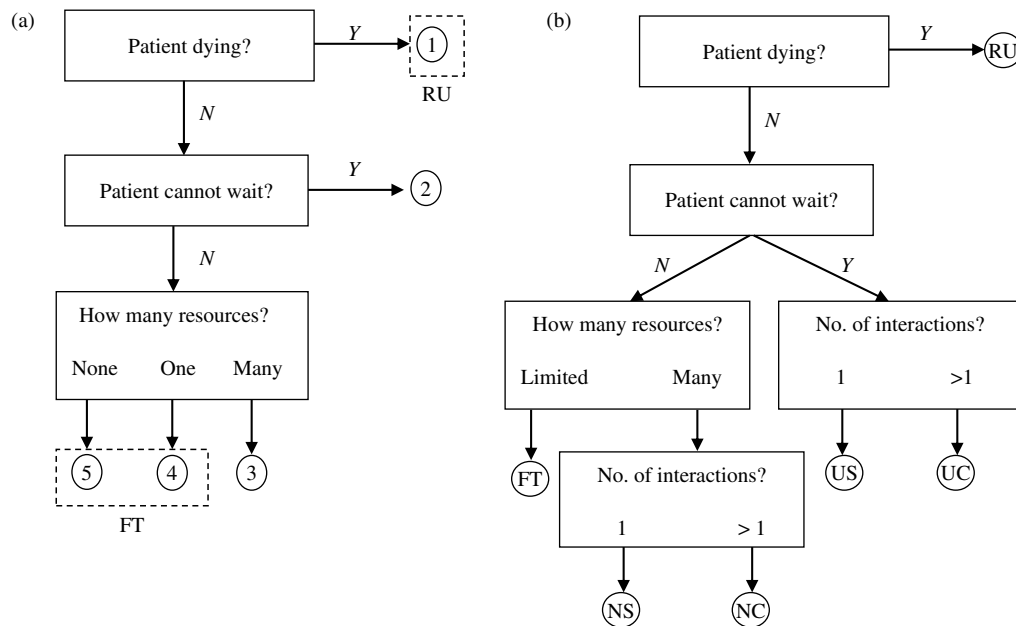 (a)
Patient dying?
Y
1
RU
N
Patient cannot wait?
Y
2
N
How many resources?
None One Many
5 4 3
FT
(b)
Patient dying?
Y
RU
N
Patient cannot wait?
N Y
How many resources?
Limited Many
No. of interactions?
1 >1
FT
US UC
No. of interactions?
1 > 1
NS NC